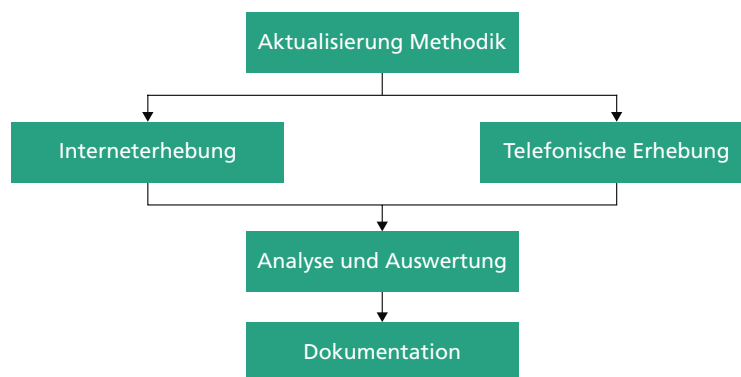 Aktualisierung Methodik
Interneterhebung
Telefonische Erhebung
Analyse und Auswertung
Dokumentation